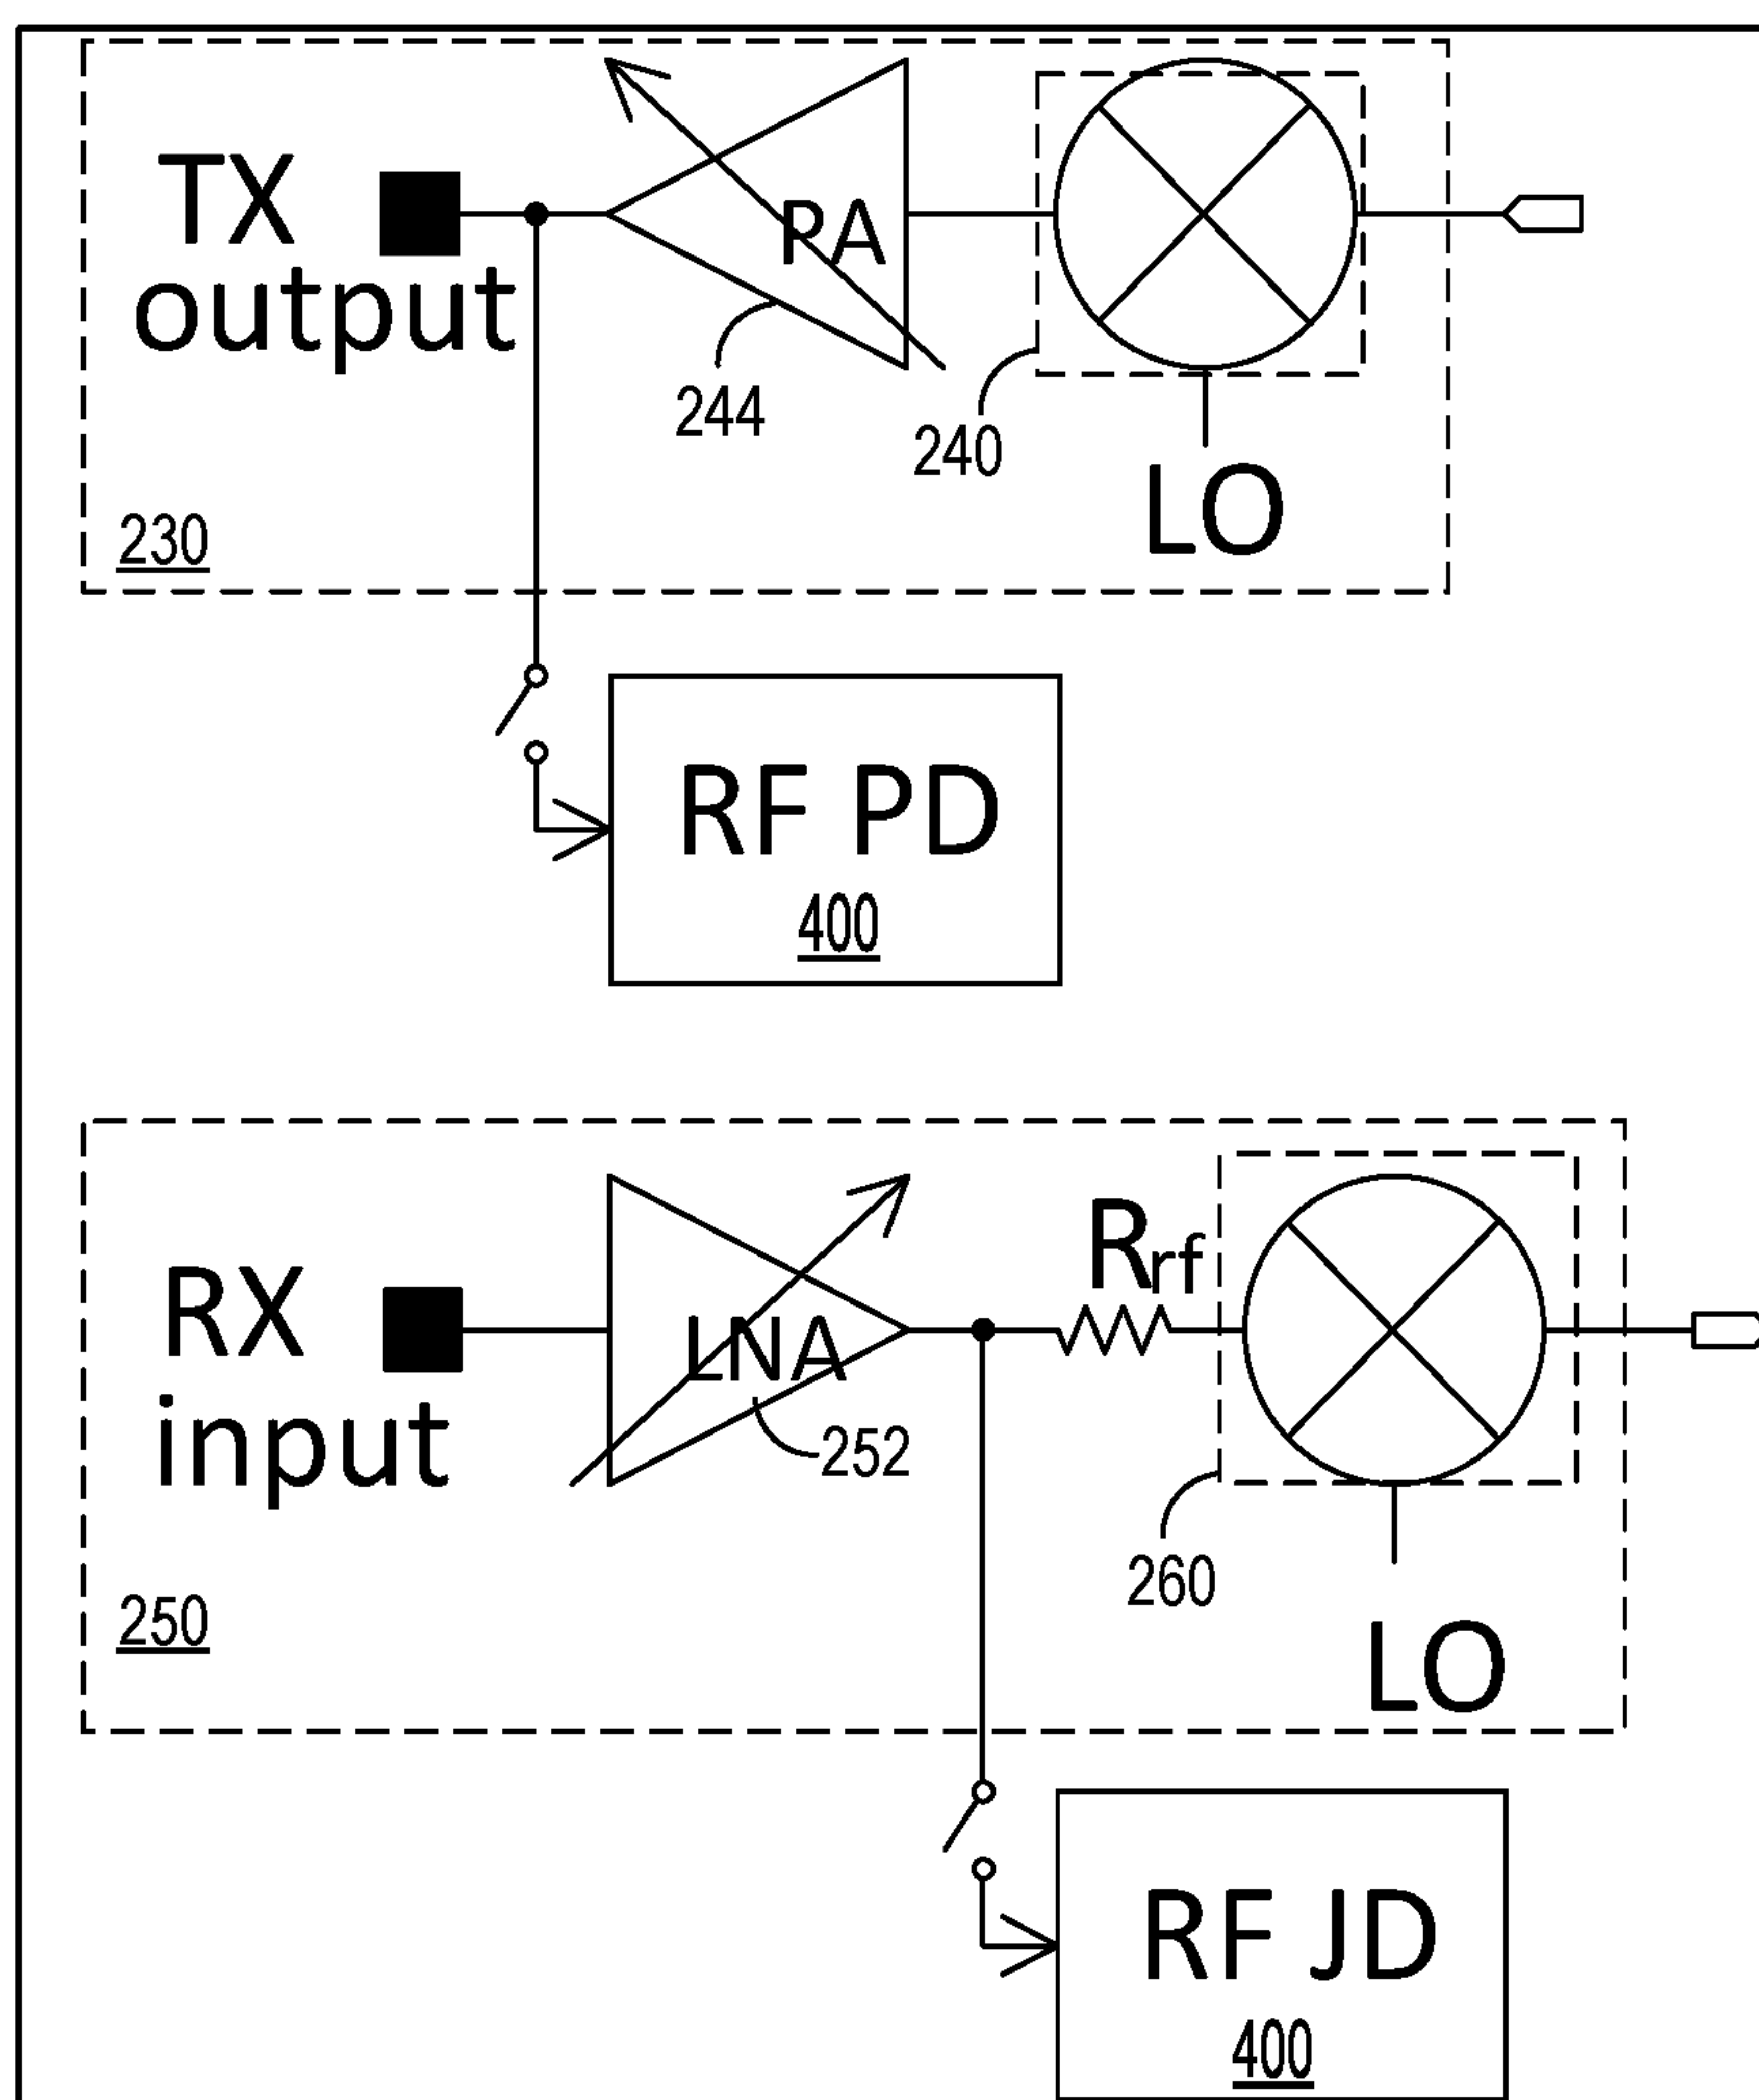 TX
output
PA
244
240
LO
230
RF PD
400
RX
input
LNA
252
Rrf
260
LO
250
RF JD
400